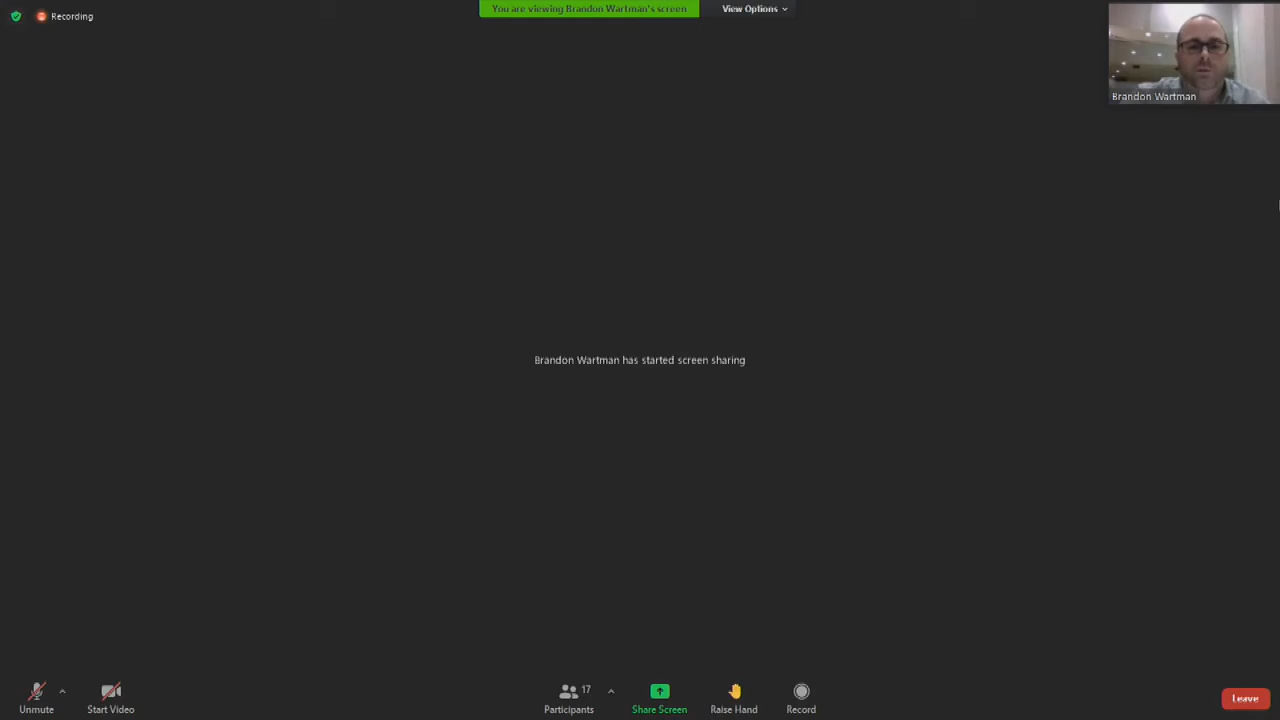 Recording
You are viewing Brandon Wartman's screen
View Options
Brandon Wartman
Brandon Wartman has started screen sharing
Unmute
Start Video
17
Participants
Share Screen
Raise Hand
Record
Leave